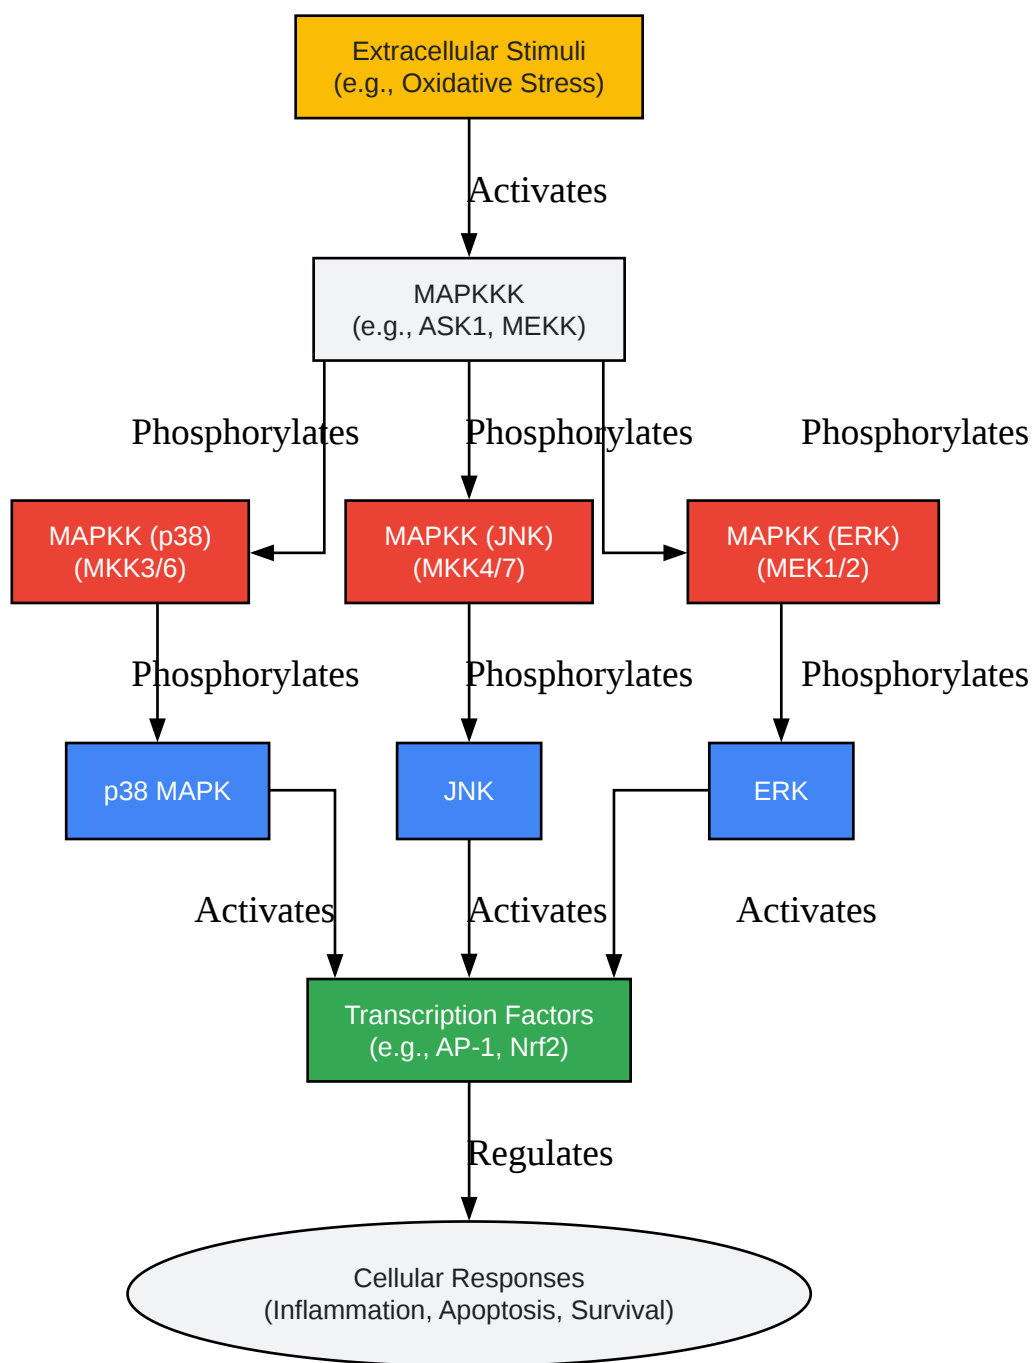 Extracellular Stimuli
(e.g., Oxidative Stress)
Activates
MAPKKK
(e.g., ASK1, MEKK)
Phosphorylates
Phosphorylates
Phosphorylates
MAPKK (p38)
(MKK3/6)
MAPKK (JNK)
(MKK4/7)
MAPKK (ERK)
(MEK1/2)
Phosphorylates
Phosphorylates
Phosphorylates
p38 MAPK
JNK
ERK
Activates
Activates
Activates
Transcription Factors
(e.g., AP-1, Nrf2)
Regulates
Cellular Responses
(Inflammation, Apoptosis, Survival)